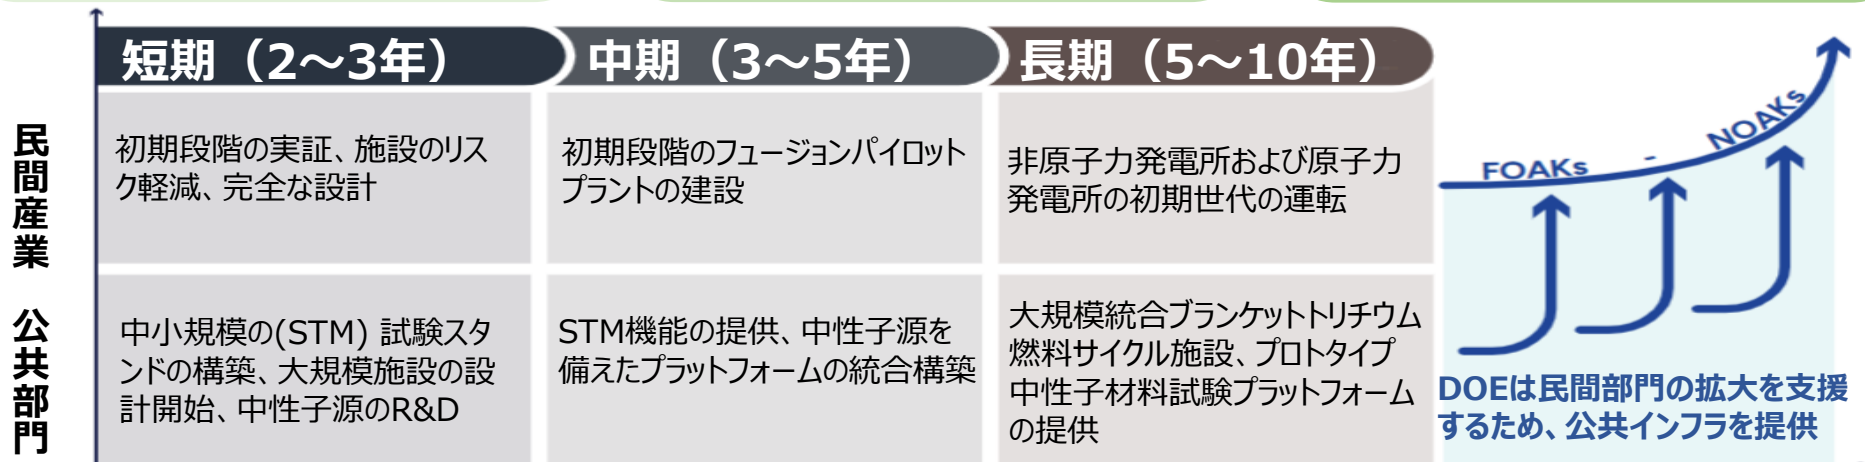 短期（2～3年）
中期（3～5年）
長期（5～10年）
民間産業
初期段階の実証、施設のリス
ク軽減、完全な設計
初期段階のフュージョンパイロット
プラントの建設
非原子力発電所および原子力
発電所の初期世代の運転
FOAKs - NOAKs
公共部門
中小規模の(STM) 試験スタ
ンドの構築、大規模施設の設
計開始、中性子源のR&D
STM機能の提供、中性子源を
備えたプラットフォームの統合構築
大規模統合ブランケットトリチウム
燃料サイクル施設、プロトタイプ
中性子材料試験プラットフォーム
の提供
DOEは民間部門の拡大を支援
するため、公共インフラを提供